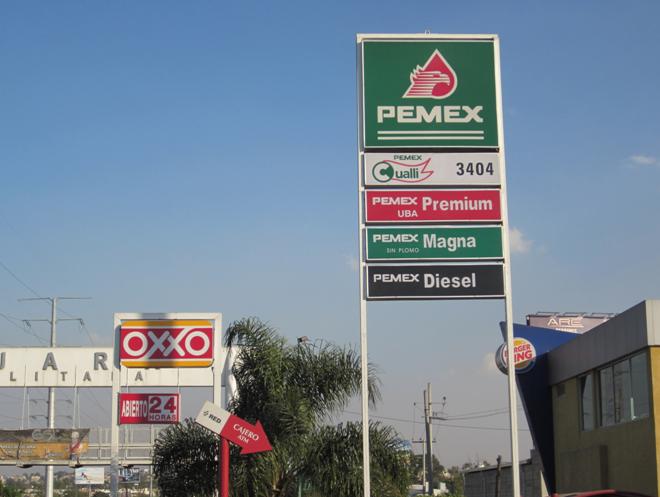 PEMEX
PEMEX
Cualli 3404
PEMEX Premium
UBA
PEMEX Magna
SIN PLOMO
PEMEX Diesel
OXXO
ABIERTO 24
HORAS
RED
CAJERO
ATM
BURGER
KING